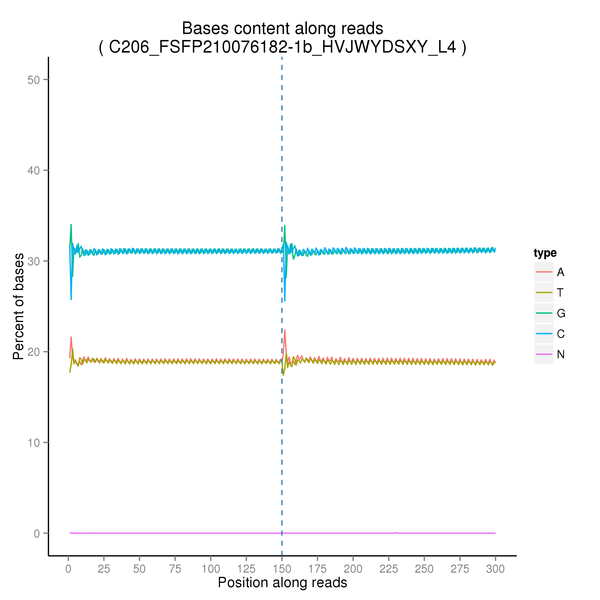 Bases content along reads
( C206_FSFP210076182-1b_HVJWYDSXY_L4 )
Percent of bases
50
40
30
20
10
0
0 25 50 75 100 125 150 175 200 225 250 275 300
Position along reads
type
A
T
G
C
N